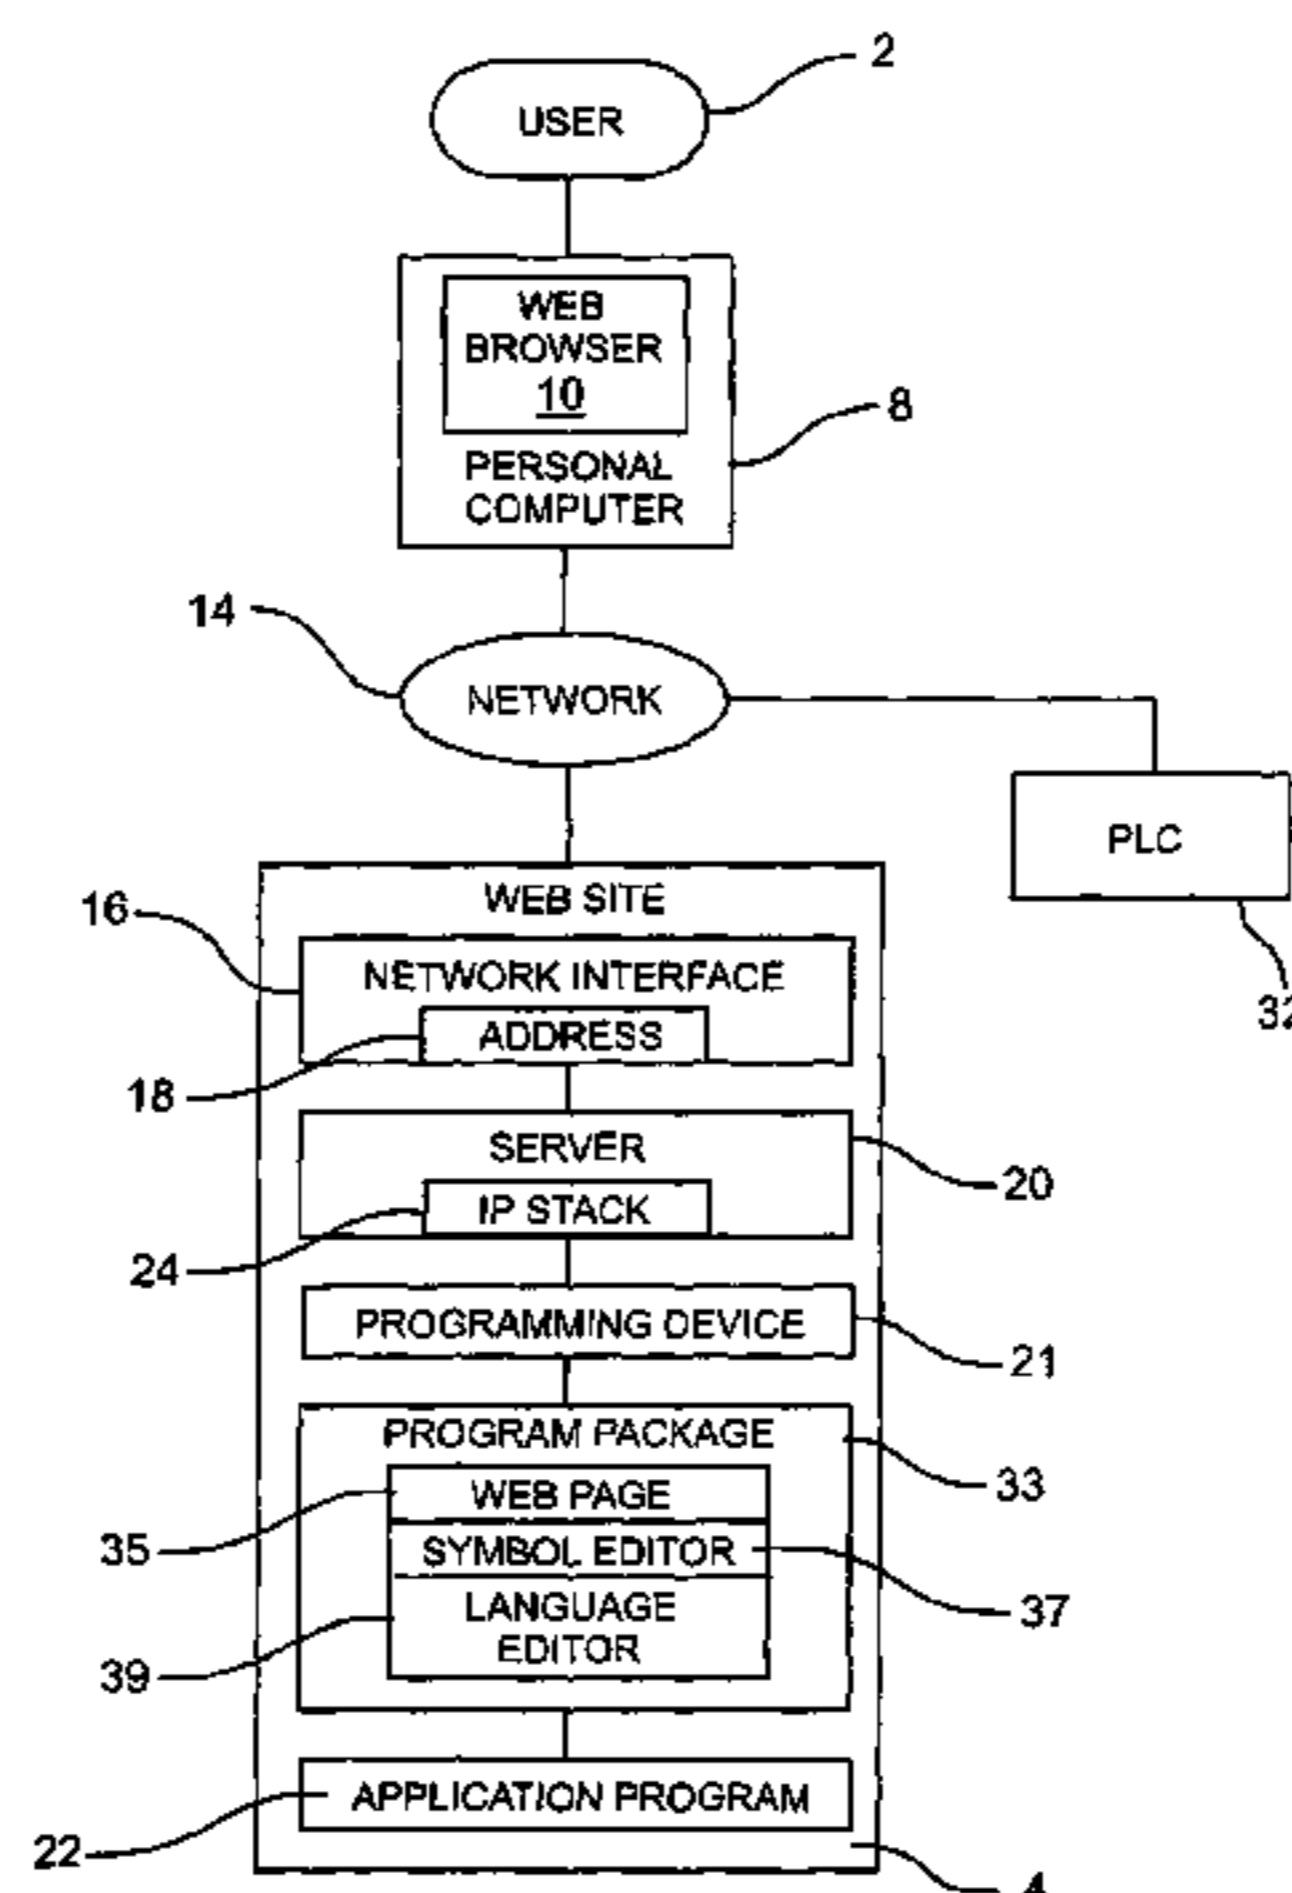 2
USER
WEB
BROWSER
10
8
PERSONAL
COMPUTER
14
NETWORK
PLC
32
WEB SITE
16
NETWORK INTERFACE
ADDRESS
18
SERVER
20
IP STACK
24
PROGRAMMING DEVICE
21
PROGRAM PACKAGE
33
WEB PAGE
35
SYMBOL EDITOR
37
LANGUAGE
EDITOR
39
APPLICATION PROGRAM
22
4